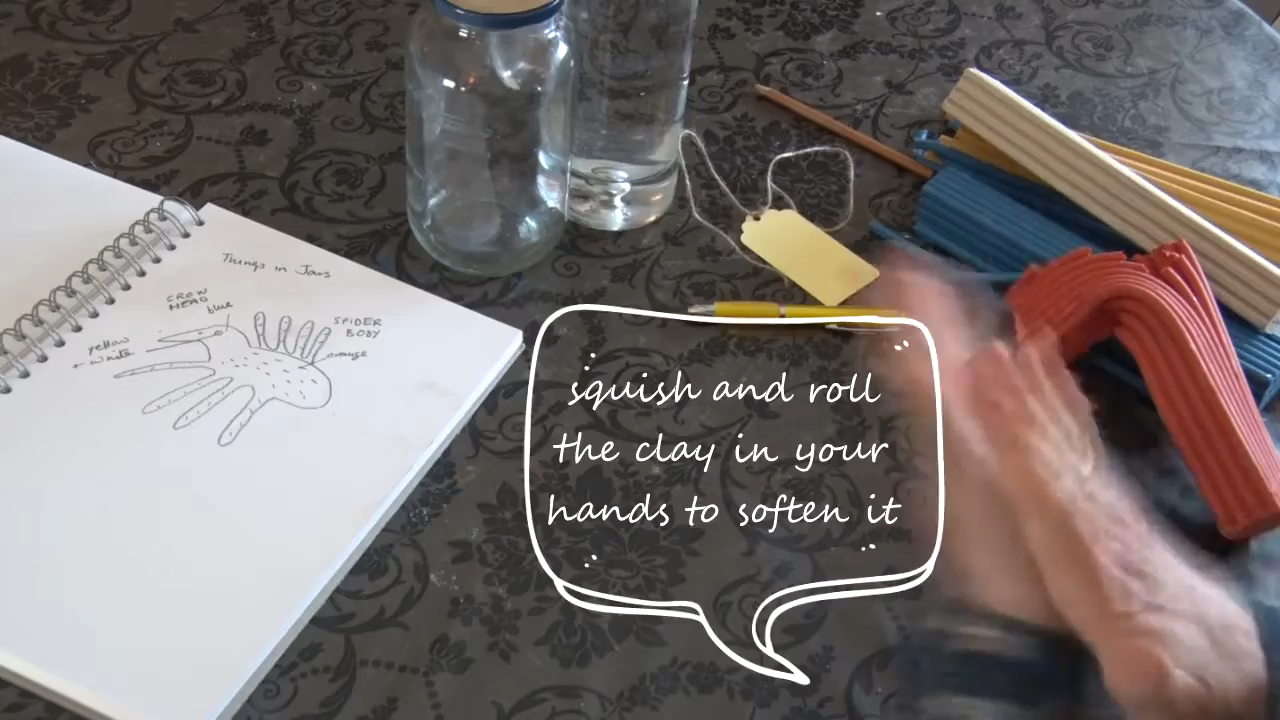 Things in Jars
CROW
HEAD
blue
SPIDER
BODY
yellow
white
orange
squish and roll
the clay in your
hands to soften it